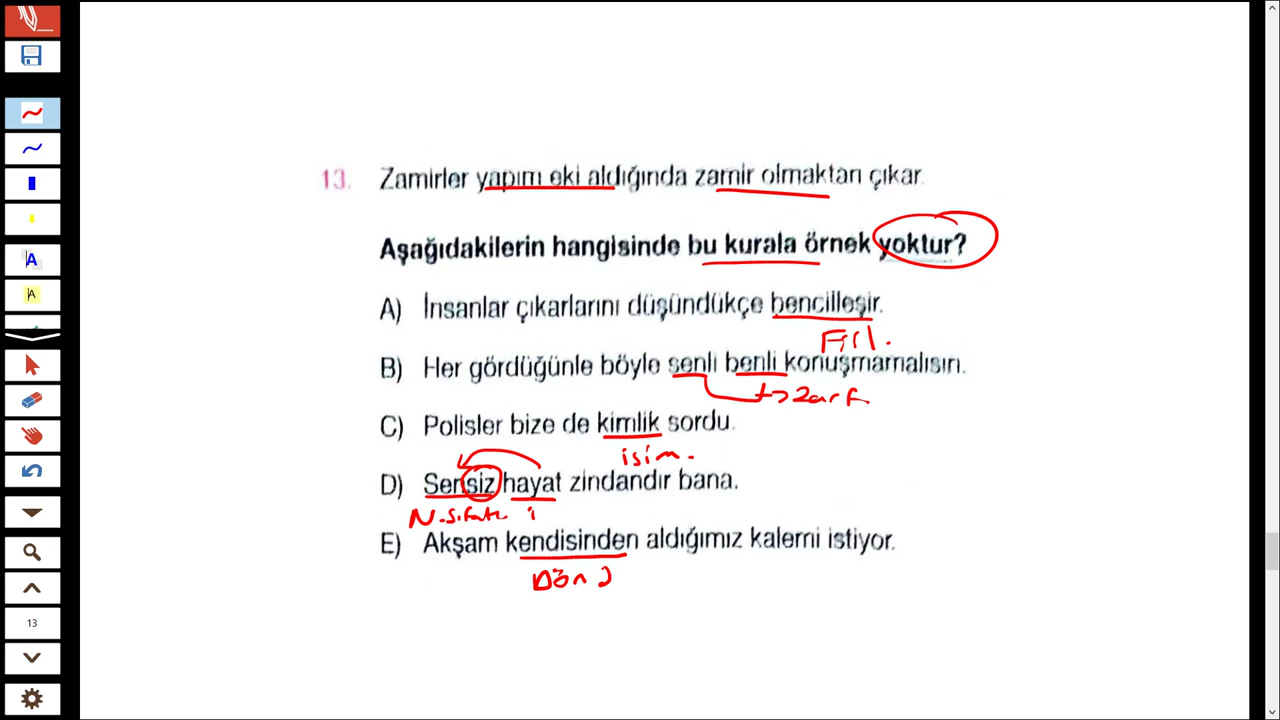 13. Zamirler yapım eki aldığında zamir olmaktan çıkar.
Aşağıdakilerin hangisinde bu kurala örnek yoktur?
A) İnsanlar çıkarlarını düşündükçe bencilleşir.
Fiil.
B) Her gördüğünle böyle senli benli konuşmamalısın.
Zarf
C) Polisler bize de kimlik sordu.
isim.
D) Sensiz hayat zindandır bana.
N.sıfatı i
E) Akşam kendisinden aldığımız kalemi istiyor.
Dön
A
A
13